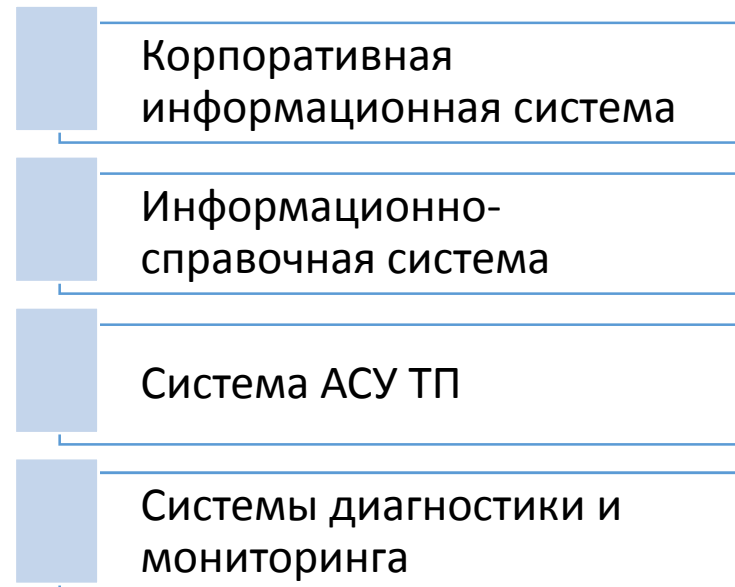 Корпоративная
информационная система
Информационно-
справочная система
Система АСУ ТП
Системы диагностики и
мониторинга